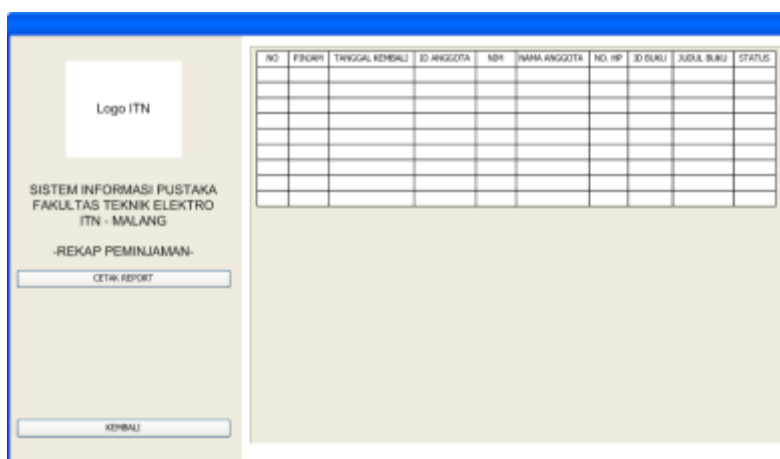 Logo ITN
SISTEM INFORMASI PUSTAKA
FAKULTAS TEKNIK ELEKTRO
ITN - MALANG
-REKAP PEMINJAMAN-
CETAK REPORT
KEMBALI
NO PINJAM TANGGAL KEMBALI ID ANGGOTA NIM NAMA ANGGOTA NO. HP ID BUKU JUDUL BUKU STATUS